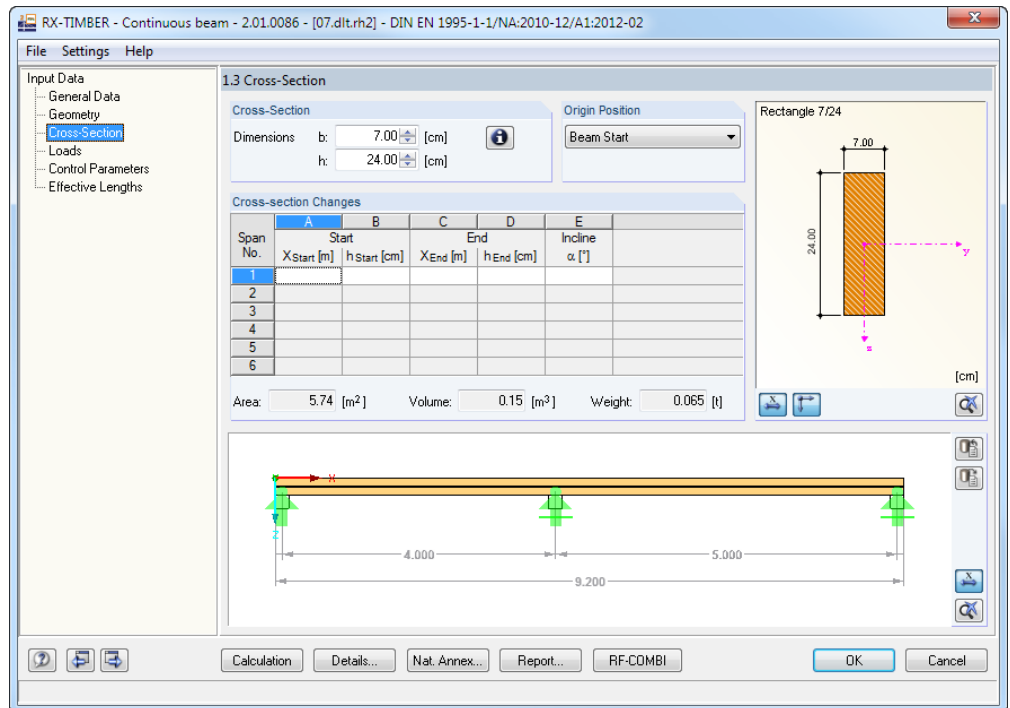 RX-TIMBER - Continuous beam - 2.01.0086 - [07.dlt.rh2] - DIN EN 1995-1-1/NA:2010-12/A1:2012-02
File Settings Help
Input Data
General Data
Geometry
Cross-Section
Loads
Control Parameters
Effective Lengths
1.3 Cross-Section
Cross-Section
Dimensions b: 7.00 [cm]
h: 24.00 [cm]
Origin Position
Beam Start
Cross-section Changes
A B C D E
Span Start End Incline
No. XStart [m] hStart [cm] XEnd [m] hEnd [cm] α [°]
1
2
3
4
5
6
Area: 5.74 [m²] Volume: 0.15 [m³] Weight: 0.065 [t]
Rectangle 7/24
7.00
24.00
y
z
[cm]
X
X
Z
4.000 5.000
9.200
X
Calculation Details... Nat. Annex... Report... RF-COMBI OK Cancel